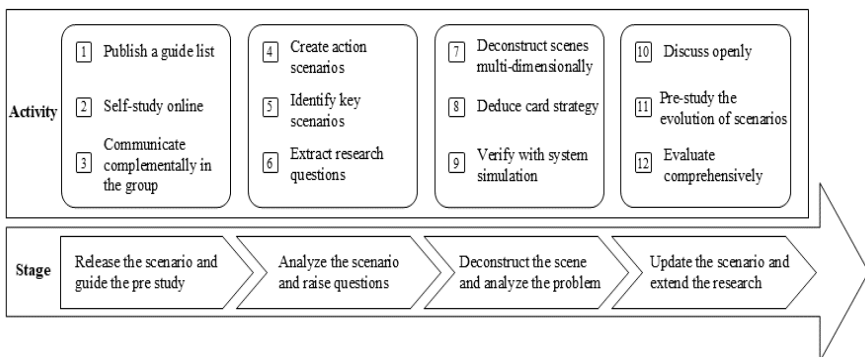 Activity
1 Publish a guide list
2 Self-study online
3 Communicate
complementally in
the group
4 Create action
scenarios
5 Identify key
scenarios
6 Extract research
questions
7 Deconstruct scenes
multi-dimensionally
8 Deduce card strategy
9 Verify with system
simulation
10 Discuss openly
11 Pre-study the
evolution of scenarios
12 Evaluate
comprehensively
Stage
Release the scenario and
guide the pre study
Analyze the scenario
and raise questions
Deconstruct the scene
and analyze the problem
Update the scenario and
extend the research